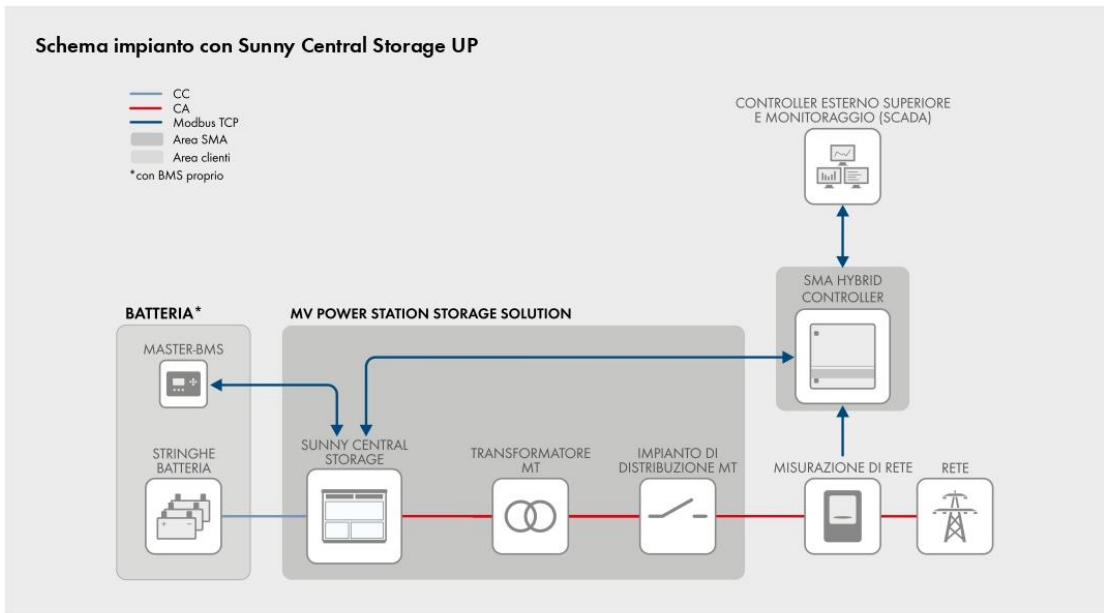 Schema impianto con Sunny Central Storage UP
CC
CA
Modbus TCP
Area SMA
Area clienti
*con BMS proprio
CONTROLLER ESTERNO SUPERIORE
E MONITORAGGIO (SCADA)
SMA HYBRID
CONTROLLER
BATTERIA*
MV POWER STATION STORAGE SOLUTION
MASTER-BMS
STRINGHE
BATTERIA
SUNNY CENTRAL
STORAGE
TRANSFORMATORE
MT
IMPIANTO DI
DISTRIBUZIONE MT
MISURAZIONE DI RETE
RETE